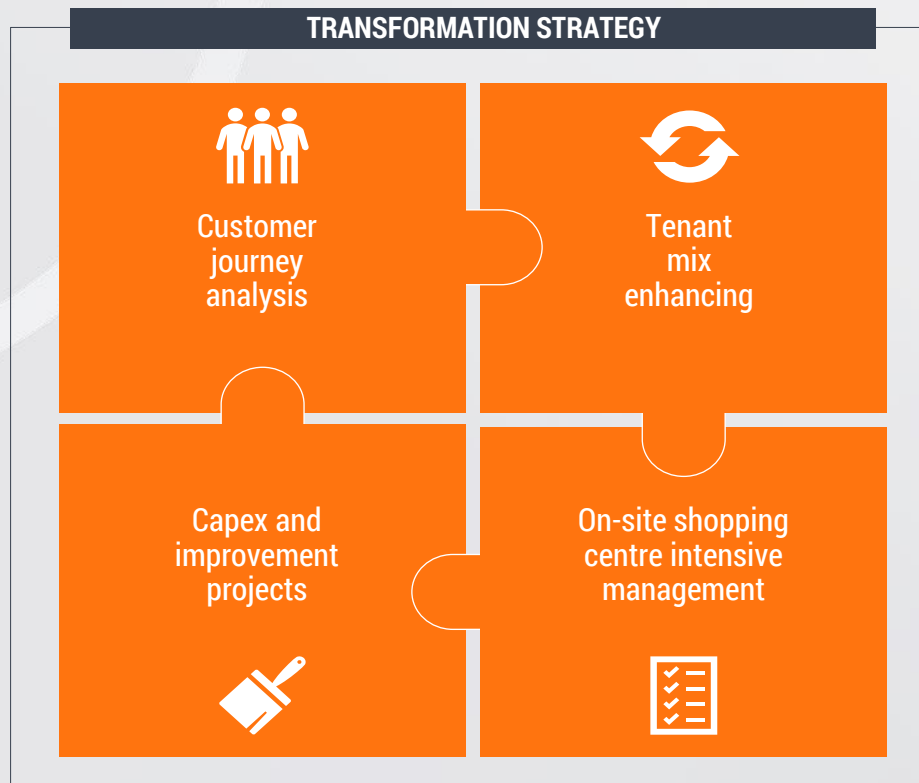 TRANSFORMATION STRATEGY
Customer
journey
analysis
Tenant
mix
enhancing
Capex and
improvement
projects
On-site shopping
centre intensive
management